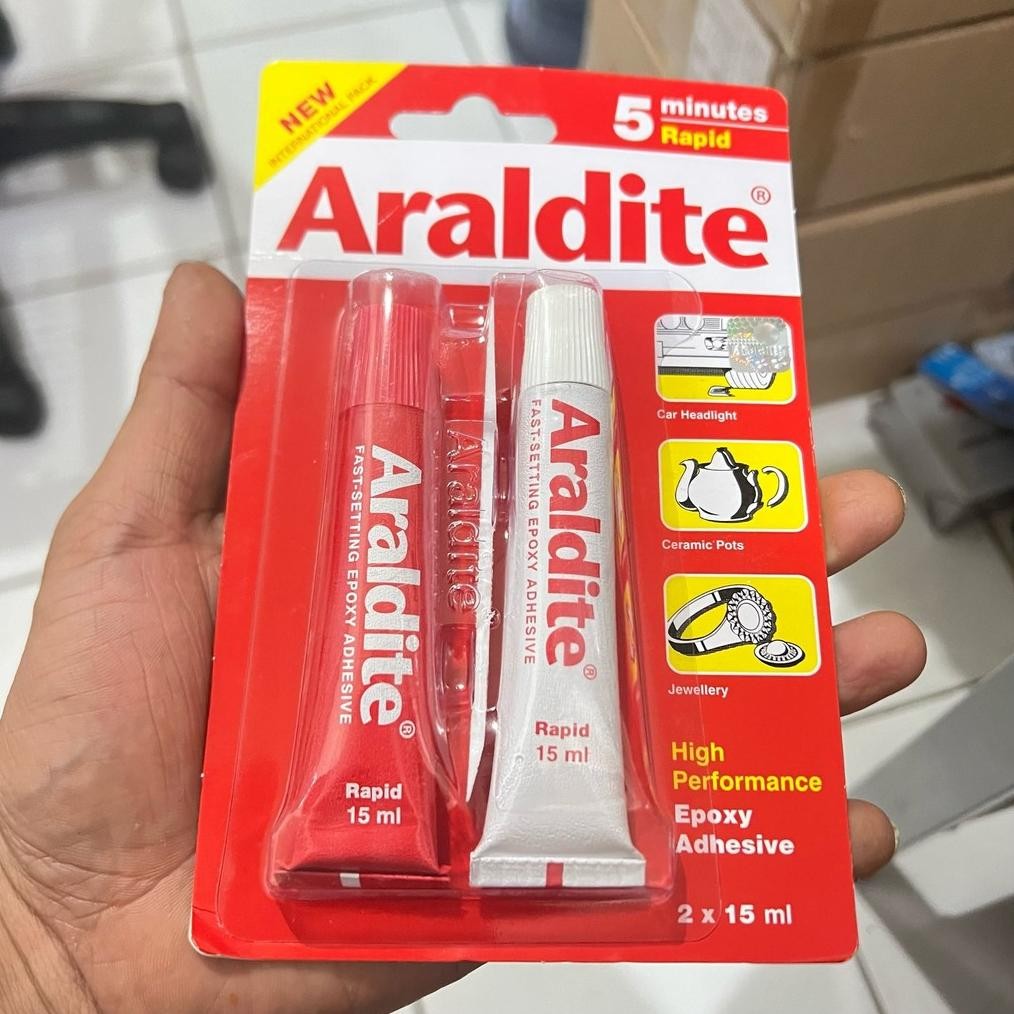 NEW
INTERNATIONAL PACK
5 minutes
Rapid
Araldite®
Car Headlight
Ceramic Pots
Jewellery
High
Performance
Epoxy
Adhesive
2 x 15 ml
Araldite®
FAST-SETTING EPOXY ADHESIVE
Rapid
15 ml
Araldite
Araldite®
FAST-SETTING EPOXY ADHESIVE
Rapid
15 ml